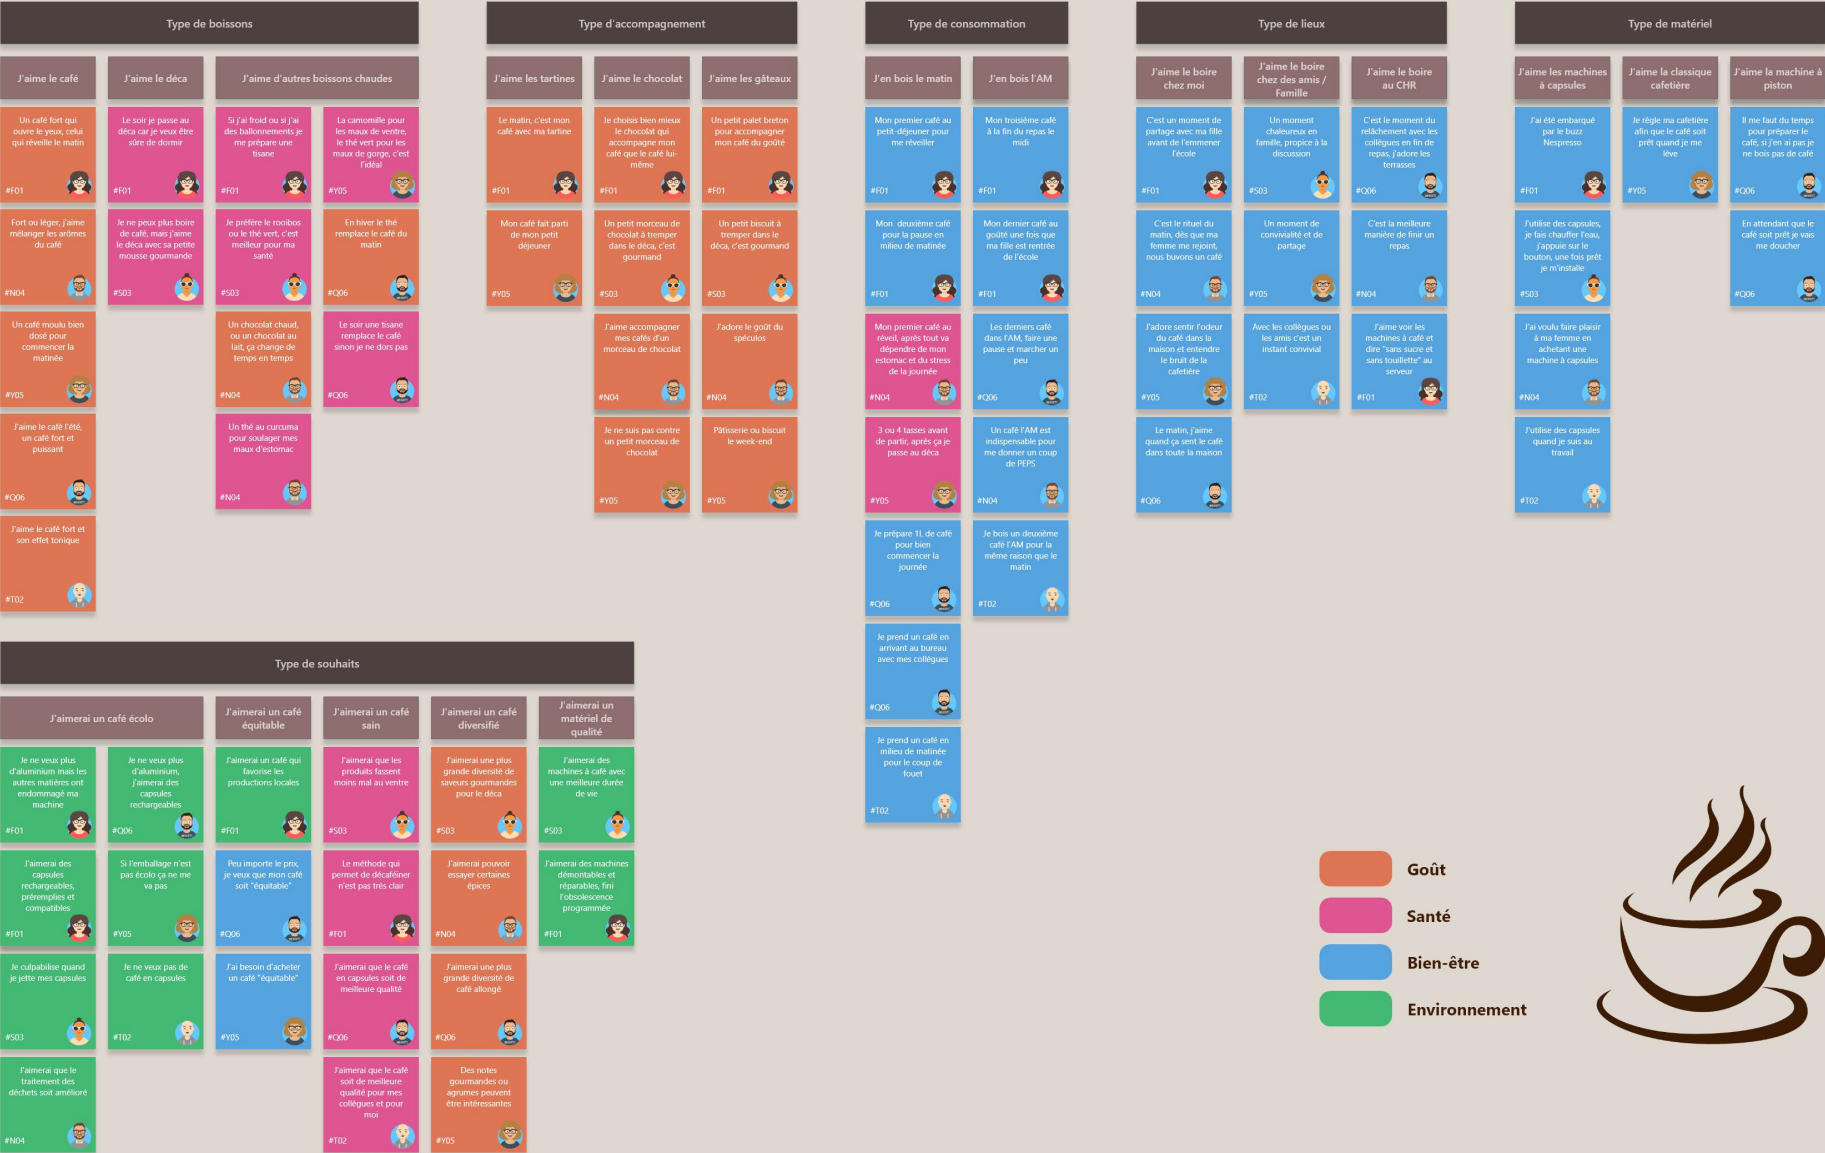 Type de boissons
J'aime le café
J'aime le déca
J'aime d'autres boissons chaudes
Un café fort qui
ouvre le yeux, celui
qui réveille le matin
#F01
Le soir je passe au
déca car je veux être
sûre de dormir
#F01
Si j'ai froid ou si j'ai
des ballonnements je
me prépare une
tisane
#F01
La camomille pour
les maux de ventre,
le thé vert pour les
maux de gorge, c'est
l'idéal
#Y05
Fort ou léger, j'aime
mélanger les arômes
du café
#N04
Je ne peux plus boire
de café, mais j'aime
le déca avec sa petite
mousse gourmande
#S03
Je préfère le rooibos
ou le thé vert, c'est
meilleur pour ma
santé
#S03
En hiver le thé
remplace le café du
matin
#Q06
Un café moulu bien
dosé pour
commencer la
matinée
#Y05
Un chocolat chaud,
ou un chocolat au
lait, ça change de
temps en temps
#N04
Le soir une tisane
remplace le café
sinon je ne dors pas
#Q06
J'aime le café l'été,
un café fort et
puissant
#Q06
Un thé au curcuma
pour soulager mes
maux d'estomac
#N04
J'aime le café fort et
son effet tonique
#T02
Type d'accompagnement
J'aime les tartines
J'aime le chocolat
J'aime les gâteaux
Le matin, c'est mon
café avec ma tartine
#F01
Je choisis bien mieux
le chocolat qui
accompagne mon
café que le café lui-
même
#F01
Un petit palet breton
pour accompagner
mon café du goûté
#F01
Mon café fait parti
de mon petit
déjeuner
#Y05
Un petit morceau de
chocolat à tremper
dans le déca, c'est
gourmand
#S03
Un petit biscuit à
tremper dans le
déca, c'est gourmand
#S03
J'aime accompagner
mes cafés d'un
morceau de chocolat
#N04
J'adore le goût du
spéculos
#N04
Je ne suis pas contre
un petit morceau de
chocolat
#Y05
Pâtisserie ou biscuit
le week-end
#Y05
Type de consommation
J'en bois le matin
J'en bois l'AM
Mon premier café au
petit-déjeuner pour
me réveiller
#F01
Mon troisième café
à la fin du repas le
midi
#F01
Mon deuxième café
pour la pause en
milieu de matinée
#F01
Mon dernier café au
goûté une fois que
ma fille est rentrée
de l'école
#F01
Mon premier café au
réveil, après tout va
dépendre de mon
estomac et du stress
de la journée
#N04
Les derniers café
dans l'AM, faire une
pause et marcher un
peu
#Q06
3 ou 4 tasses avant
de partir, après ça je
passe au déca
#Y05
Un café l'AM est
indispensable pour
me donner un coup
de PEPS
#N04
Je prépare 1L de café
pour bien
commencer la
journée
#Q06
Je bois un deuxième
café l'AM pour la
même raison que le
matin
#T02
Je prend un café en
arrivant au bureau
avec mes collègues
#Q06
Je prend un café en
milieu de matinée
pour le coup de
fouet
#T02
Type de lieux
J'aime le boire
chez moi
J'aime le boire
chez des amis /
Famille
J'aime le boire
au CHR
C'est un moment de
partage avec ma fille
avant de l'emmener
l'école
#F01
Un moment
chaleureux en
famille, propice à la
discussion
#S03
C'est le moment du
relâchement avec les
collègues en fin de
repas, j'adore les
terrasses
#Q06
C'est le rituel du
matin, dès que ma
femme me rejoint,
nous buvons un café
#N04
Un moment de
convivialité et de
partage
#Y05
C'est la meilleure
manière de finir un
repas
#N04
J'adore sentir l'odeur
du café dans la
maison et entendre
le bruit de la
cafetière
#Y05
Avec les collègues ou
les amis c'est un
instant convivial
#T02
J'aime voir les
machines à café et
dire "sans sucre et
sans touillette" au
serveur
#F01
Le matin, j'aime
quand ça sent le café
dans toute la maison
#Q06
Type de matériel
J'aime les machines
à capsules
J'aime la classique
cafetière
J'aime la machine à
piston
J'ai été embarqué
par le buzz
Nespresso
#F01
Je règle ma cafetière
afin que le café soit
prêt quand je me
lève
#Y05
Il me faut du temps
pour préparer le
café, si j'en ai pas je
ne bois pas de café
#Q06
J'utilise des capsules,
je fais chauffer l'eau,
j'appuie sur le
bouton, une fois prêt
je m'installe
#S03
En attendant que le
café soit prêt je vais
me doucher
#Q06
J'ai voulu faire plaisir
à ma femme en
achetant une
machine à capsules
#N04
J'utilise des capsules
quand je suis au
travail
#T02
Type de souhaits
J'aimerai un café écolo
J'aimerai un café
équitable
J'aimerai un café
sain
J'aimerai un café
diversifié
J'aimerai un
matériel de
qualité
Je ne veux plus
d'aluminium mais les
autres matières ont
endommagé ma
machine
#F01
Je ne veux plus
d'aluminium,
j'aimerai des
capsules
rechargeables
#Q06
J'aimerai un café qui
favorise les
productions locales
#F01
J'aimerai que les
produits fassent
moins mal au ventre
#S03
J'aimerai une plus
grande diversité de
saveurs gourmandes
pour le déca
#S03
J'aimerai des
machines à café avec
une meilleure durée
de vie
#S03
J'aimerai des
capsules
rechargeables,
préremplies et
compatibles
#F01
Si l'emballage n'est
pas écolo ça ne me
va pas
#Y05
Peu importe le prix,
je veux que mon café
soit "équitable"
#Q06
Le méthode qui
permet de décaféiner
n'est pas très clair
#F01
J'aimerai pouvoir
essayer certaines
épices
#N04
J'aimerai des machines
démontables et
réparables, fini
l'obsolescence
programmée
#F01
Je culpabilise quand
je jette mes capsules
#S03
Je ne veux pas de
café en capsules
#T02
J'ai besoin d'acheter
un café "équitable"
#Y05
J'aimerai que le café
en capsules soit de
meilleure qualité
#Q06
J'aimerai une plus
grande diversité de
café allongé
#Q06
J'aimerai que le
traitement des
déchets soit amélioré
#N04
J'aimerai que le café
soit de meilleure
qualité pour mes
collègues et pour
moi
#T02
Des notes
gourmandes ou
agrumes peuvent
être intéressantes
#Y05
Goût
Santé
Bien-être
Environnement